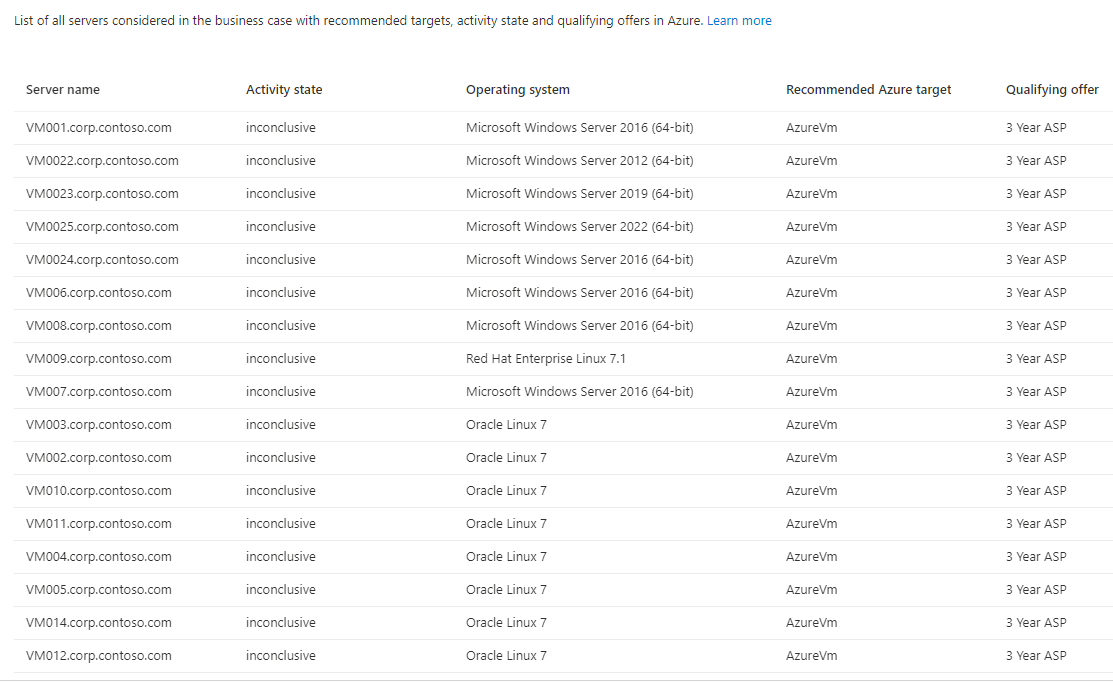 List of all servers considered in the business case with recommended targets, activity state and qualifying offers in Azure. Learn more
Server name Activity state Operating system Recommended Azure target Qualifying offer
VM001.corp.contoso.com inconclusive Microsoft Windows Server 2016 (64-bit) AzureVm 3 Year ASP
VM0022.corp.contoso.com inconclusive Microsoft Windows Server 2012 (64-bit) AzureVm 3 Year ASP
VM0023.corp.contoso.com inconclusive Microsoft Windows Server 2019 (64-bit) AzureVm 3 Year ASP
VM0025.corp.contoso.com inconclusive Microsoft Windows Server 2022 (64-bit) AzureVm 3 Year ASP
VM0024.corp.contoso.com inconclusive Microsoft Windows Server 2016 (64-bit) AzureVm 3 Year ASP
VM006.corp.contoso.com inconclusive Microsoft Windows Server 2016 (64-bit) AzureVm 3 Year ASP
VM008.corp.contoso.com inconclusive Microsoft Windows Server 2016 (64-bit) AzureVm 3 Year ASP
VM009.corp.contoso.com inconclusive Red Hat Enterprise Linux 7.1 AzureVm 3 Year ASP
VM007.corp.contoso.com inconclusive Microsoft Windows Server 2016 (64-bit) AzureVm 3 Year ASP
VM003.corp.contoso.com inconclusive Oracle Linux 7 AzureVm 3 Year ASP
VM002.corp.contoso.com inconclusive Oracle Linux 7 AzureVm 3 Year ASP
VM010.corp.contoso.com inconclusive Oracle Linux 7 AzureVm 3 Year ASP
VM011.corp.contoso.com inconclusive Oracle Linux 7 AzureVm 3 Year ASP
VM004.corp.contoso.com inconclusive Oracle Linux 7 AzureVm 3 Year ASP
VM005.corp.contoso.com inconclusive Oracle Linux 7 AzureVm 3 Year ASP
VM014.corp.contoso.com inconclusive Oracle Linux 7 AzureVm 3 Year ASP
VM012.corp.contoso.com inconclusive Oracle Linux 7 AzureVm 3 Year ASP